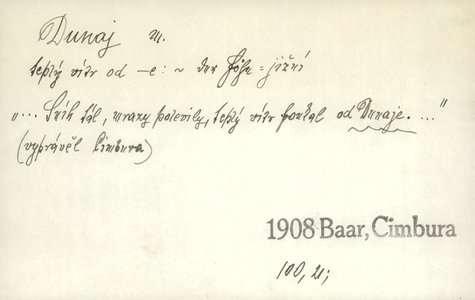 Dunaj m.
teplý vítr od –e: ~ der Föhn = jižní
„... Sníh tál, mrazy polevily, teplý vítr foukal od Dunaje. ..."
(vyprávěl Cimbura)
1908 Baar, Cimbura
100, 21;